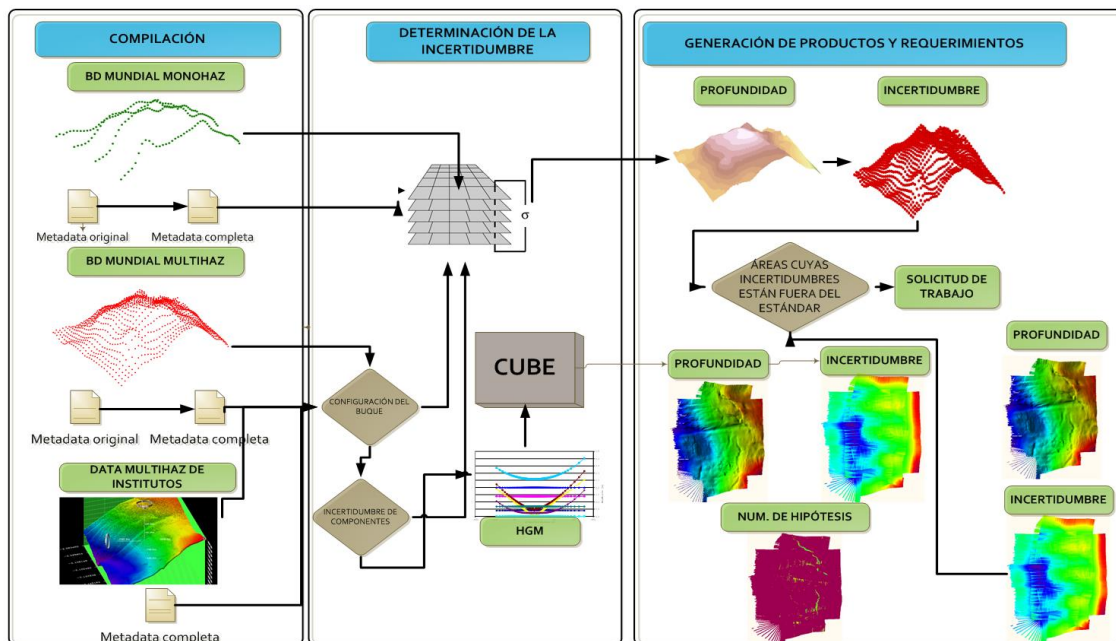 COMPILACIÓN
BD MUNDIAL MONOHAZ
Metadata original
Metadata completa
BD MUNDIAL MULTIHAZ
Metadata original
Metadata completa
DATA MULTIHAZ DE
INSTITUTOS
Metadata completa
DETERMINACIÓN DE LA
INCERTIDUMBRE
σ
CUBE
CONFIGURACIÓN DEL
BUQUE
INCERTIDUMBRE DE
COMPONENTES
HGM
GENERACIÓN DE PRODUCTOS Y REQUERIMIENTOS
PROFUNDIDAD
INCERTIDUMBRE
ÁREAS CUYAS
INCERTIDUMBRES
ESTÁN FUERA DEL
ESTÁNDAR
SOLICITUD DE
TRABAJO
PROFUNDIDAD
INCERTIDUMBRE
PROFUNDIDAD
NUM. DE HIPÓTESIS
INCERTIDUMBRE